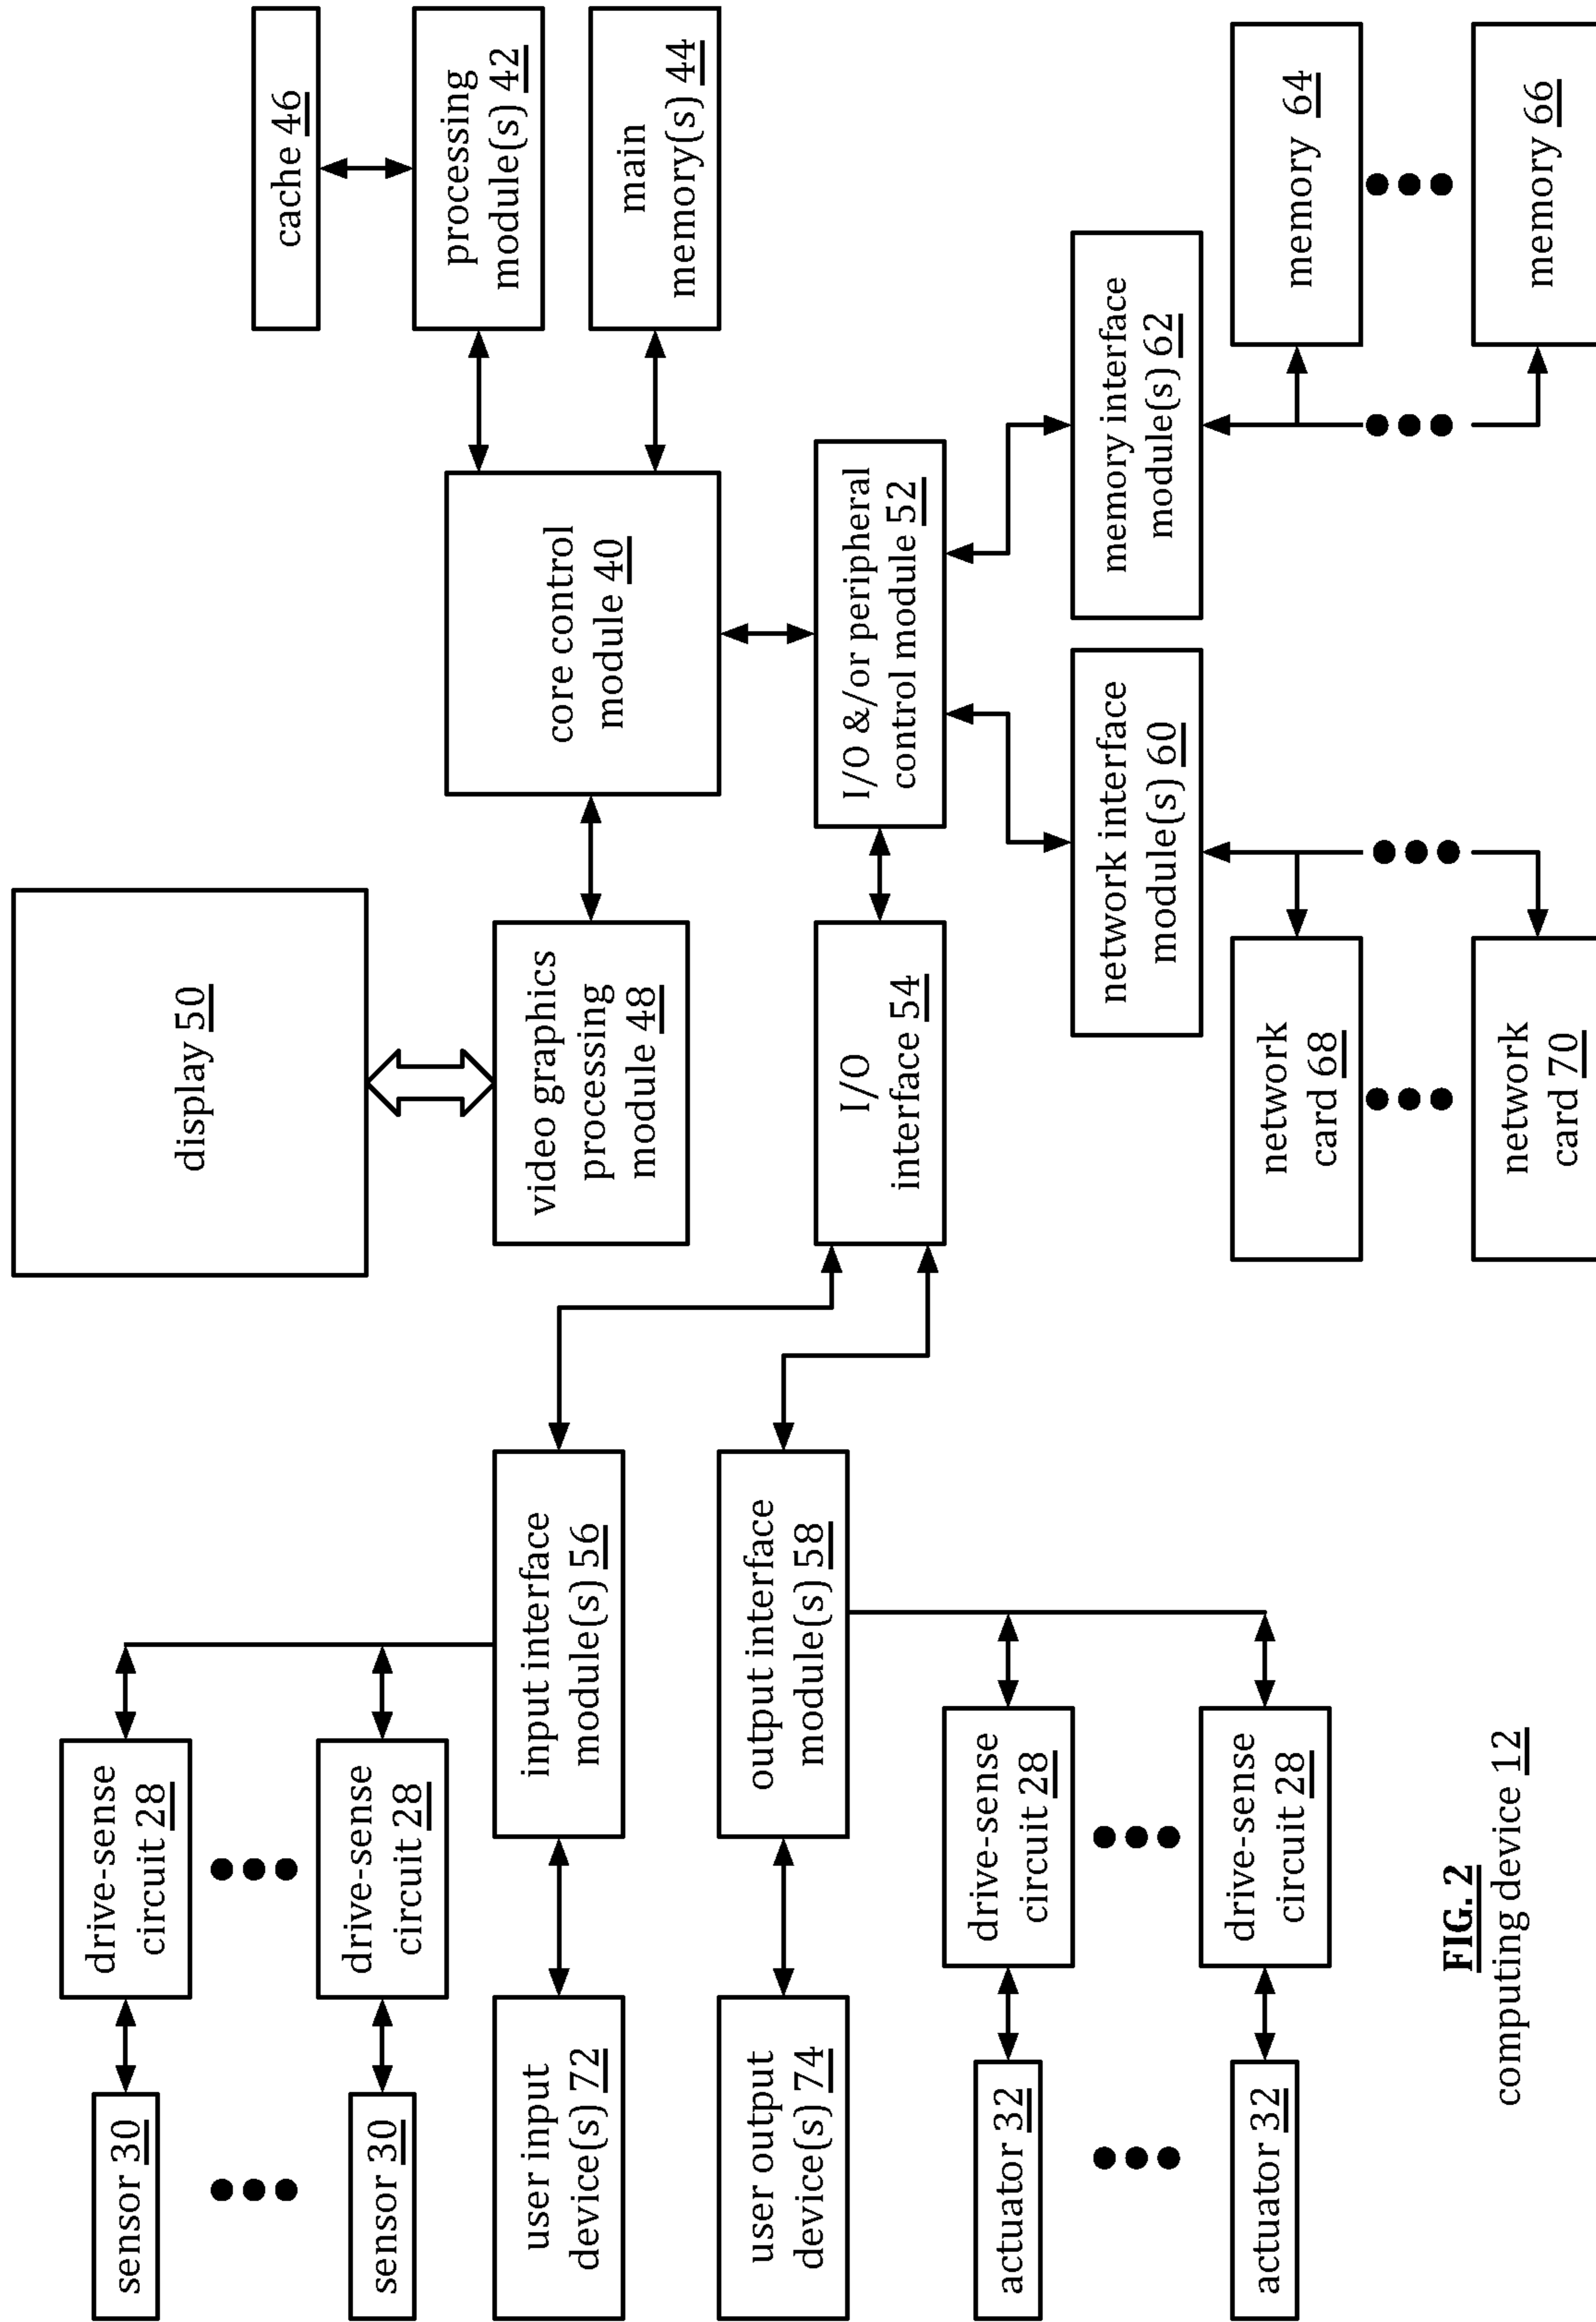 display 50
cache 46
video graphics
processing
module 48
core control
module 40
processing
module(s) 42
main
memory(s) 44
sensor 30
drive-sense
circuit 28
sensor 30
drive-sense
circuit 28
user input
device(s) 72
input interface
module(s) 56
user output
device(s) 74
output interface
module(s) 58
I/O
interface 54
I/O &/or peripheral
control module 52
actuator 32
drive-sense
circuit 28
network interface
module(s) 60
memory interface
module(s) 62
actuator 32
drive-sense
circuit 28
network
card 68
memory 64
network
card 70
memory 66
FIG. 2
computing device 12